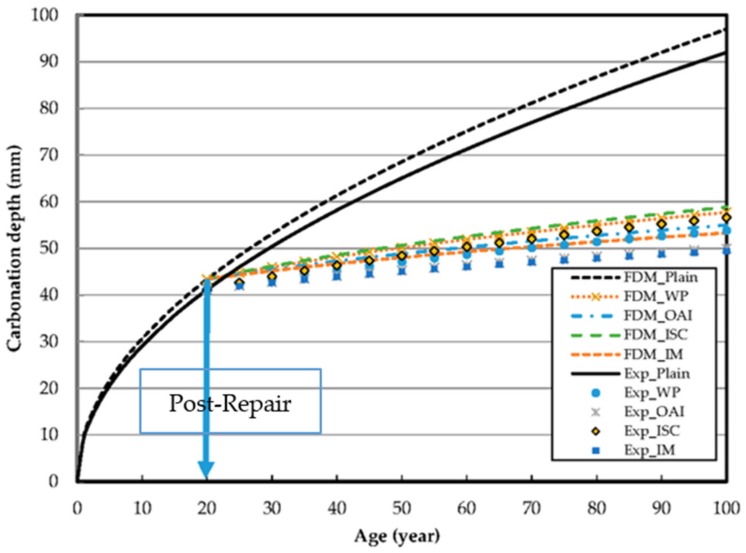 100
90
80
70
60
50
40
30
20
10
0
Carbonation depth (mm)
Post-Repair
FDM_Plain
FDM_WP
FDM_OAI
FDM_ISC
FDM_IM
Exp_Plain
Exp_WP
Exp_OAI
Exp_ISC
Exp_IM
0 10 20 30 40 50 60 70 80 90 100
Age (year)